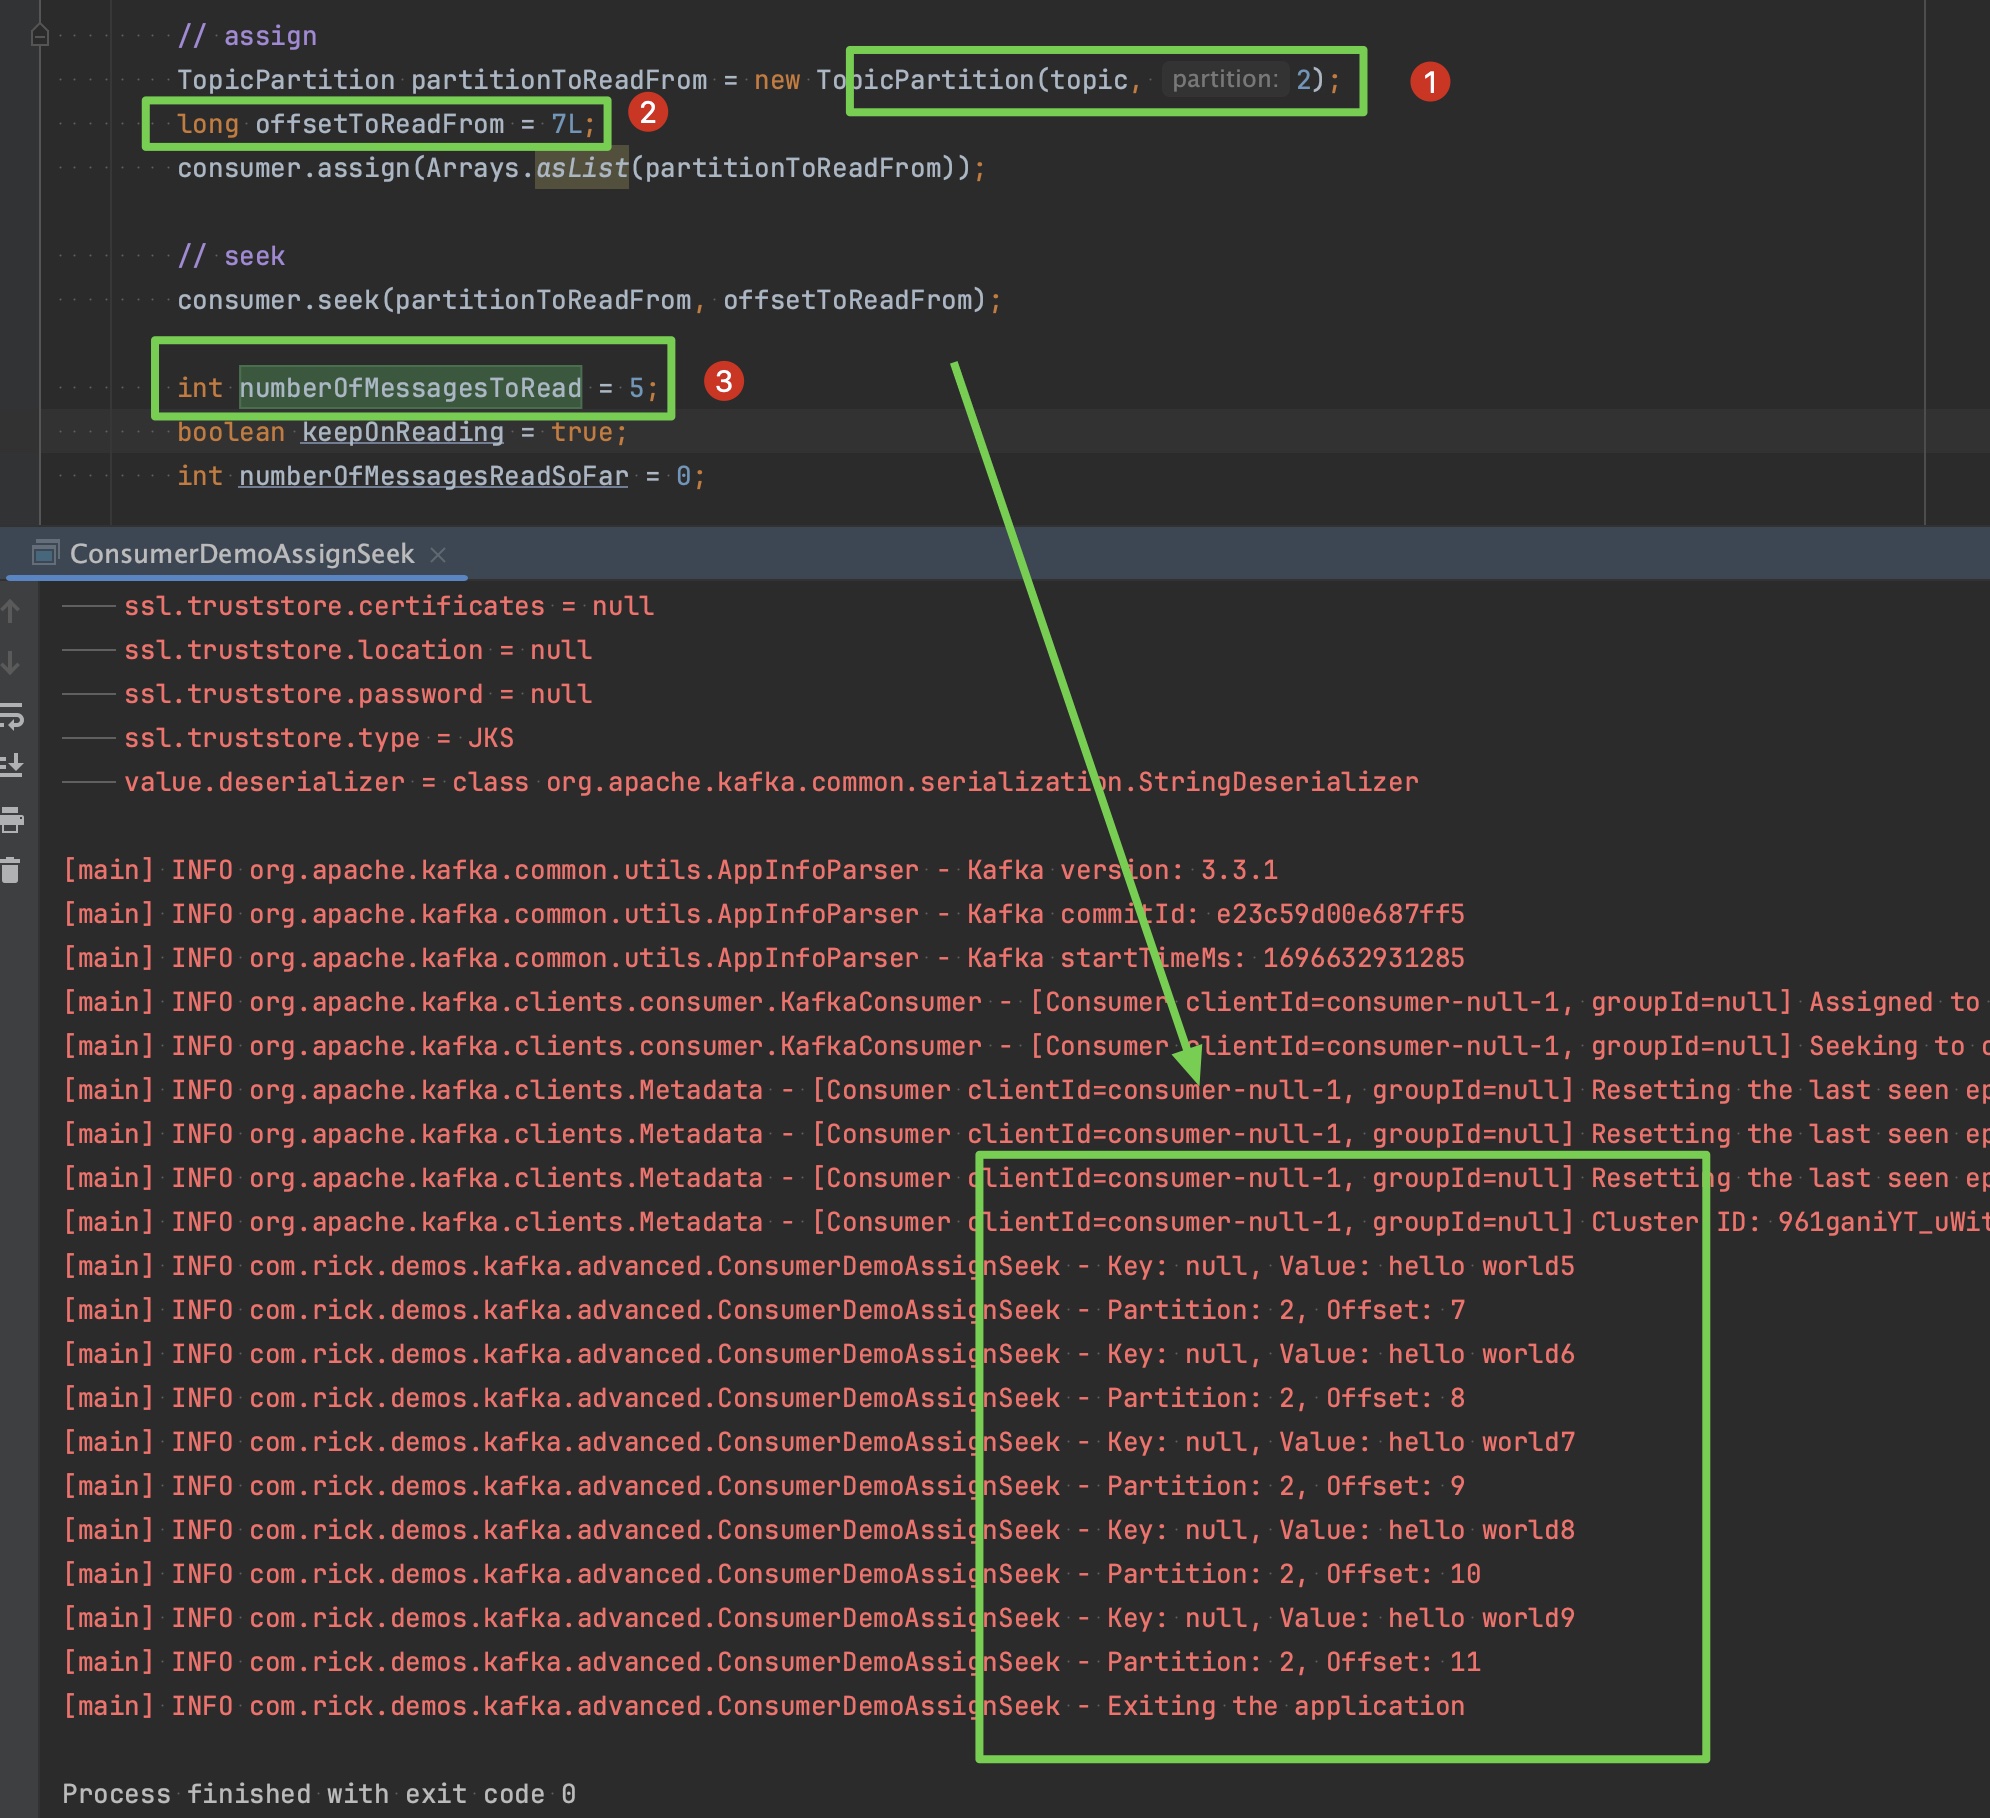 // assign
TopicPartition partitionToReadFrom = new TopicPartition(topic, partition: 2);
1
long offsetToReadFrom = 7L;
2
consumer.assign(Arrays.asList(partitionToReadFrom));
// seek
consumer.seek(partitionToReadFrom, offsetToReadFrom);
int numberOfMessagesToRead = 5;
3
boolean keepOnReading = true;
int numberOfMessagesReadSoFar = 0;
ConsumerDemoAssignSeek
ssl.truststore.certificates = null
ssl.truststore.location = null
ssl.truststore.password = null
ssl.truststore.type = JKS
value.deserializer = class org.apache.kafka.common.serialization.StringDeserializer
[main] INFO org.apache.kafka.common.utils.AppInfoParser - Kafka version: 3.3.1
[main] INFO org.apache.kafka.common.utils.AppInfoParser - Kafka commitId: e23c59d00e687ff5
[main] INFO org.apache.kafka.common.utils.AppInfoParser - Kafka startTimeMs: 1696632931285
[main] INFO org.apache.kafka.clients.consumer.KafkaConsumer - [Consumer clientId=consumer-null-1, groupId=null] Assigned to
[main] INFO org.apache.kafka.clients.consumer.KafkaConsumer - [Consumer clientId=consumer-null-1, groupId=null] Seeking to
[main] INFO org.apache.kafka.clients.Metadata - [Consumer clientId=consumer-null-1, groupId=null] Resetting the last seen
[main] INFO org.apache.kafka.clients.Metadata - [Consumer clientId=consumer-null-1, groupId=null] Resetting the last seen
[main] INFO org.apache.kafka.clients.Metadata - [Consumer clientId=consumer-null-1, groupId=null] Resetting the last seen
[main] INFO org.apache.kafka.clients.Metadata - [Consumer clientId=consumer-null-1, groupId=null] Cluster ID: 961ganiYT_uWit
[main] INFO com.rick.demos.kafka.advanced.ConsumerDemoAssignSeek - Key: null, Value: hello world5
[main] INFO com.rick.demos.kafka.advanced.ConsumerDemoAssignSeek - Partition: 2, Offset: 7
[main] INFO com.rick.demos.kafka.advanced.ConsumerDemoAssignSeek - Key: null, Value: hello world6
[main] INFO com.rick.demos.kafka.advanced.ConsumerDemoAssignSeek - Partition: 2, Offset: 8
[main] INFO com.rick.demos.kafka.advanced.ConsumerDemoAssignSeek - Key: null, Value: hello world7
[main] INFO com.rick.demos.kafka.advanced.ConsumerDemoAssignSeek - Partition: 2, Offset: 9
[main] INFO com.rick.demos.kafka.advanced.ConsumerDemoAssignSeek - Key: null, Value: hello world8
[main] INFO com.rick.demos.kafka.advanced.ConsumerDemoAssignSeek - Partition: 2, Offset: 10
[main] INFO com.rick.demos.kafka.advanced.ConsumerDemoAssignSeek - Key: null, Value: hello world9
[main] INFO com.rick.demos.kafka.advanced.ConsumerDemoAssignSeek - Partition: 2, Offset: 11
[main] INFO com.rick.demos.kafka.advanced.ConsumerDemoAssignSeek - Exiting the application
Process finished with exit code 0